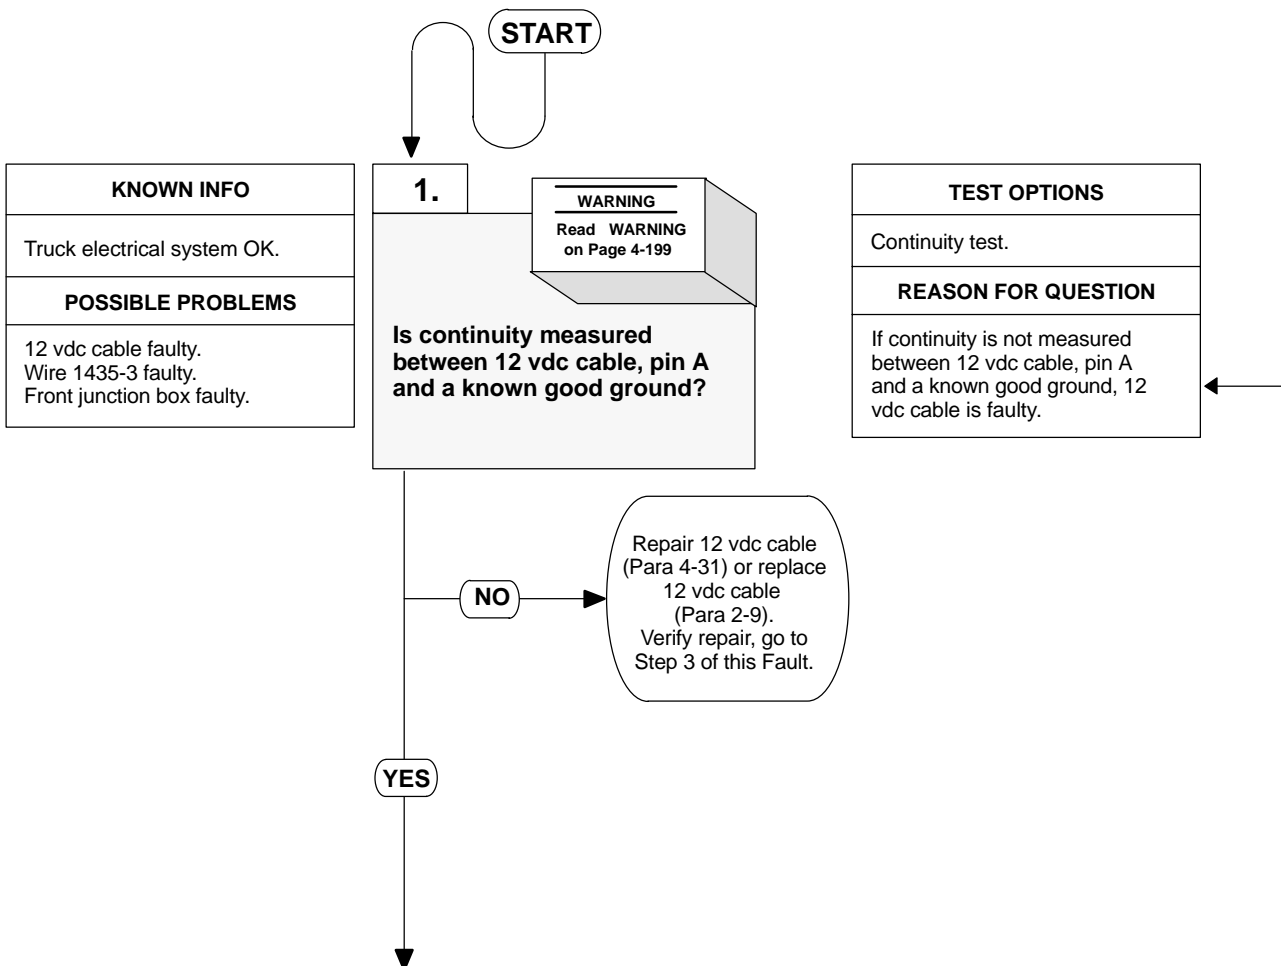 START
KNOWN INFO
Truck electrical system OK.
POSSIBLE PROBLEMS
12 vdc cable faulty.
Wire 1435-3 faulty.
Front junction box faulty.
1.
WARNING
Read WARNING
on Page 4-199
Is continuity measured
between 12 vdc cable, pin A
and a known good ground?
TEST OPTIONS
Continuity test.
REASON FOR QUESTION
If continuity is not measured
between 12 vdc cable, pin A
and a known good ground, 12
vdc cable is faulty.
NO
Repair 12 vdc cable
(Para 4-31) or replace
12 vdc cable
(Para 2-9).
Verify repair, go to
Step 3 of this Fault.
YES